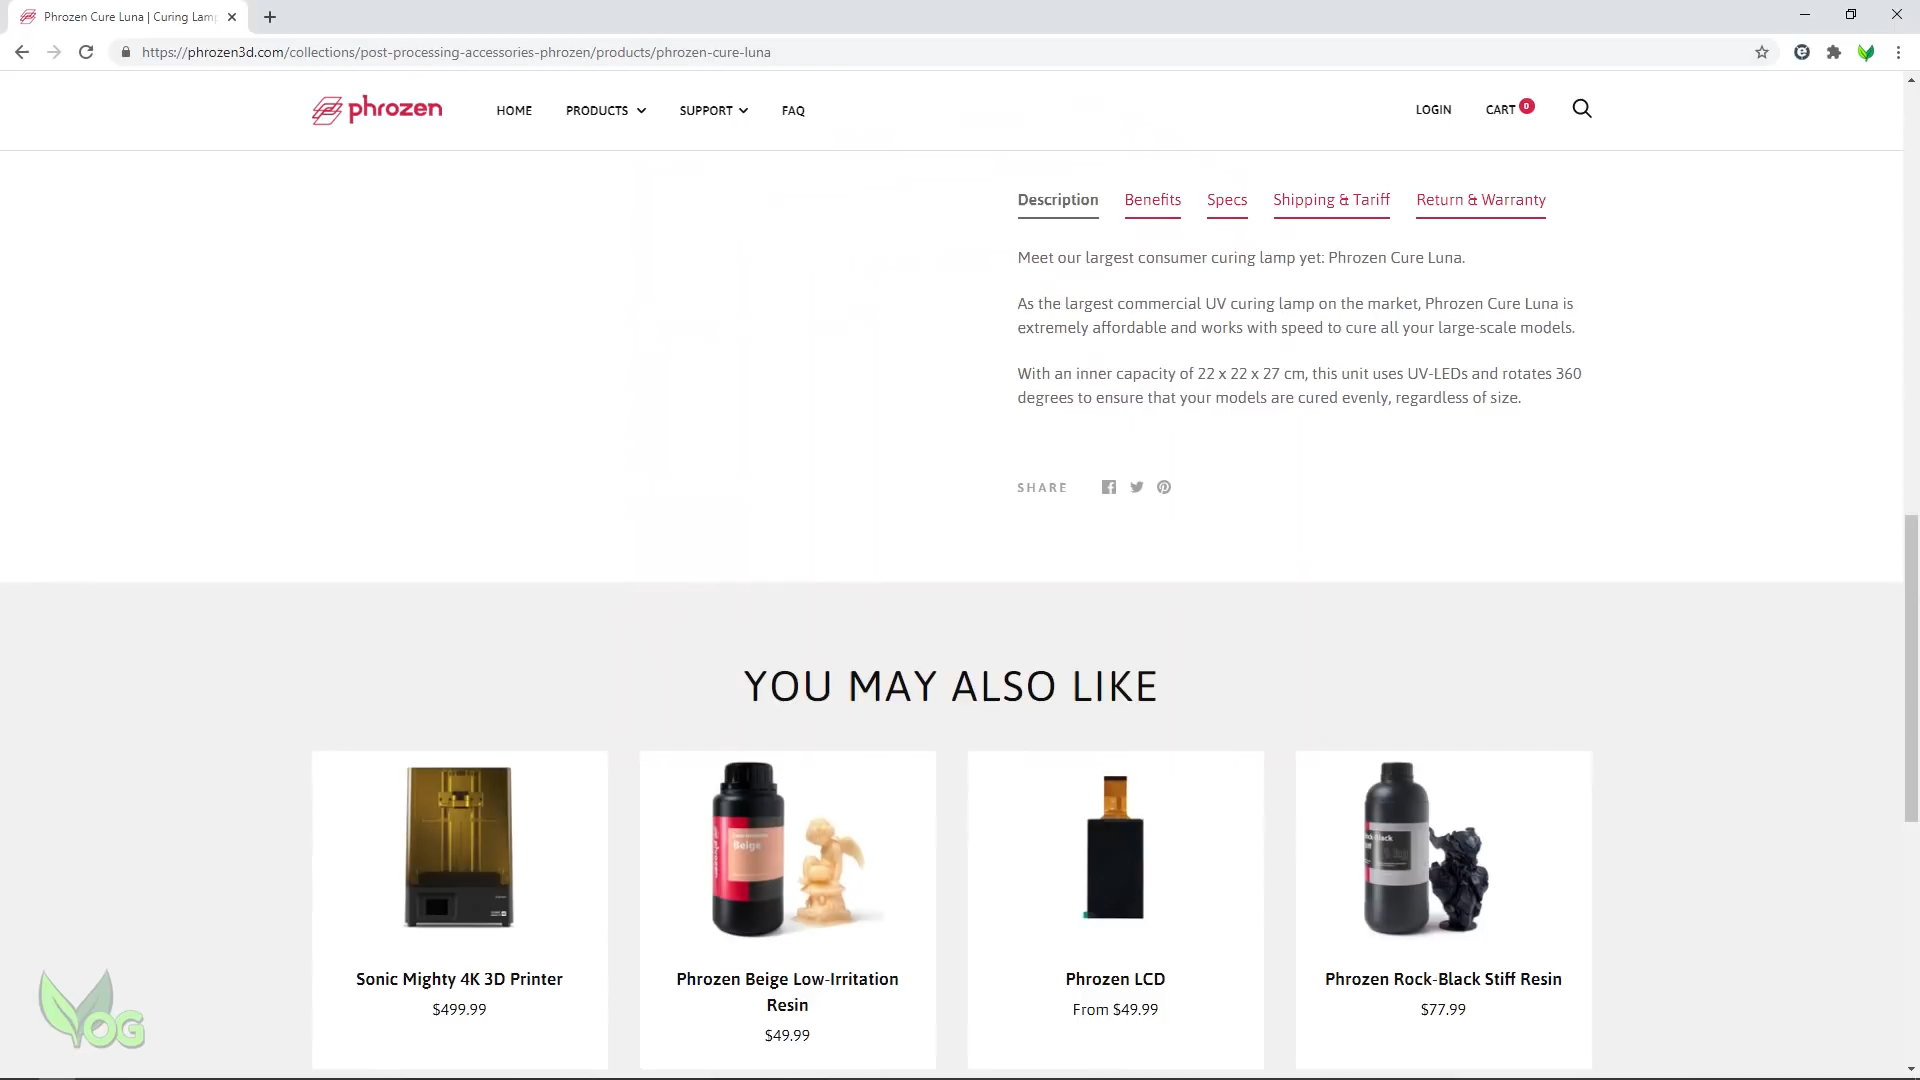 Phrozen Cure Luna | Curing Lamp
https://phrozen3d.com/collections/post-processing-accessories-phrozen/products/phrozen-cure-luna
phrozen
HOME
PRODUCTS
SUPPORT
FAQ
LOGIN
CART 0
Description
Benefits
Specs
Shipping & Tariff
Return & Warranty
Meet our largest consumer curing lamp yet: Phrozen Cure Luna.
As the largest commercial UV curing lamp on the market, Phrozen Cure Luna is
extremely affordable and works with speed to cure all your large-scale models.
With an inner capacity of 22 x 22 x 27 cm, this unit uses UV-LEDs and rotates 360
degrees to ensure that your models are cured evenly, regardless of size.
SHARE
YOU MAY ALSO LIKE
Beige
Sonic Mighty 4K 3D Printer
$499.99
Phrozen Beige Low-Irritation
Resin
$49.99
Phrozen LCD
From $49.99
Phrozen Rock-Black Stiff Resin
$77.99
VOG